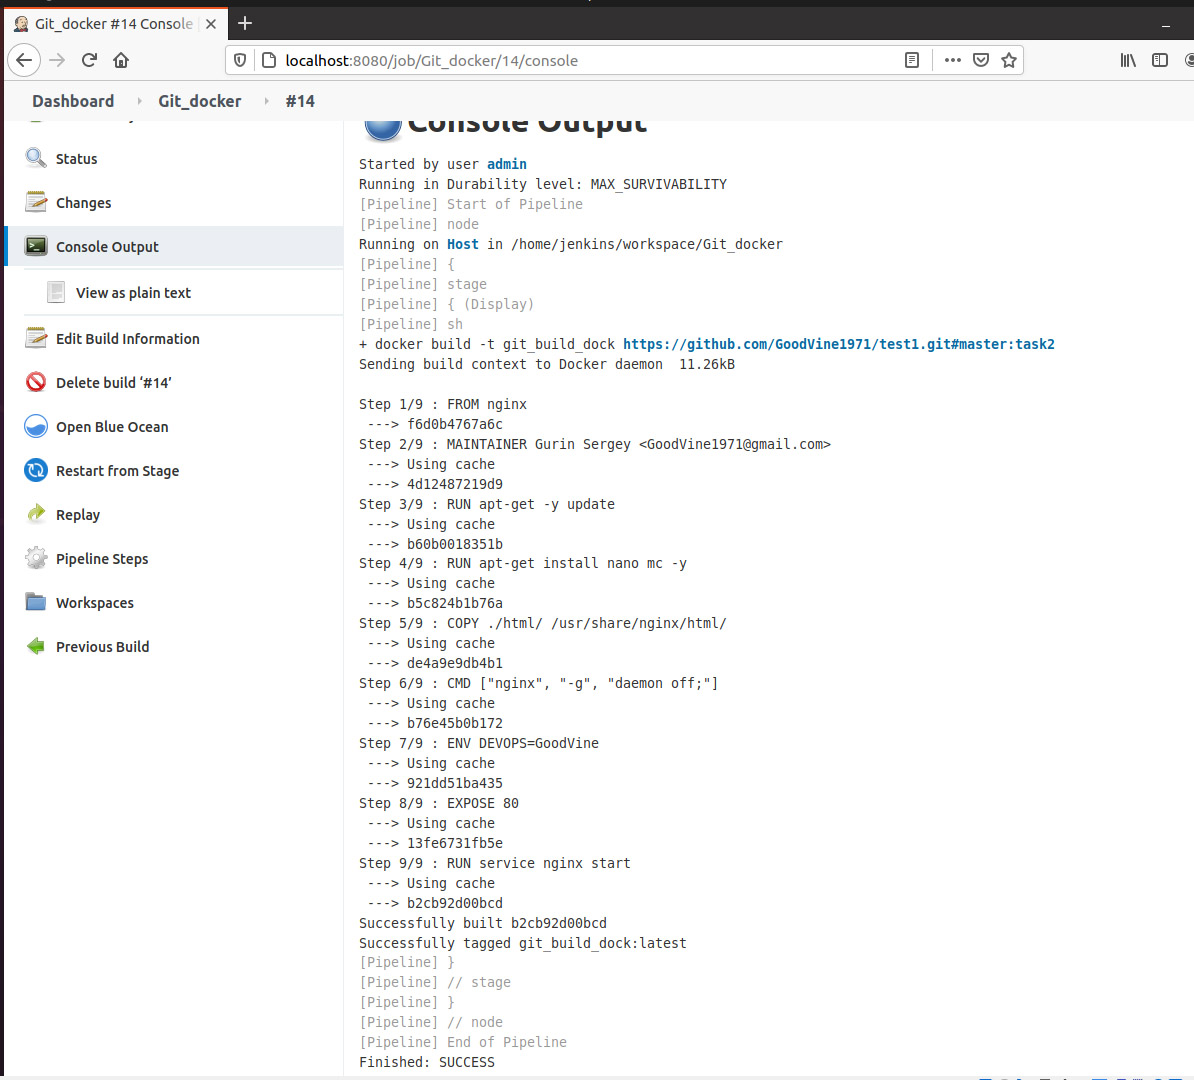 Git_docker #14 Console
localhost:8080/job/Git_docker/14/console
Dashboard
Git_docker
#14
Status
Changes
Console Output
View as plain text
Edit Build Information
Delete build ‘#14’
Open Blue Ocean
Restart from Stage
Replay
Pipeline Steps
Workspaces
Previous Build
Console Output
Started by user admin
Running in Durability level: MAX_SURVIVABILITY
[Pipeline] Start of Pipeline
[Pipeline] node
Running on Host in /home/jenkins/workspace/Git_docker
[Pipeline] {
[Pipeline] stage
[Pipeline] { (Display)
[Pipeline] sh
+ docker build -t git_build_dock https://github.com/GoodVine1971/test1.git#master:task2
Sending build context to Docker daemon  11.26kB
Step 1/9 : FROM nginx
 ---> f6d0b4767a6c
Step 2/9 : MAINTAINER Gurin Sergey <GoodVine1971@gmail.com>
 ---> Using cache
 ---> 4d12487219d9
Step 3/9 : RUN apt-get -y update
 ---> Using cache
 ---> b60b0018351b
Step 4/9 : RUN apt-get install nano mc -y
 ---> Using cache
 ---> b5c824b1b76a
Step 5/9 : COPY ./html/ /usr/share/nginx/html/
 ---> Using cache
 ---> de4a9e9db4b1
Step 6/9 : CMD ["nginx", "-g", "daemon off;"]
 ---> Using cache
 ---> b76e45b0b172
Step 7/9 : ENV DEVOPS=GoodVine
 ---> Using cache
 ---> 921dd51ba435
Step 8/9 : EXPOSE 80
 ---> Using cache
 ---> 13fe6731fb5e
Step 9/9 : RUN service nginx start
 ---> Using cache
 ---> b2cb92d00bcd
Successfully built b2cb92d00bcd
Successfully tagged git_build_dock:latest
[Pipeline] }
[Pipeline] // stage
[Pipeline] }
[Pipeline] // node
[Pipeline] End of Pipeline
Finished: SUCCESS